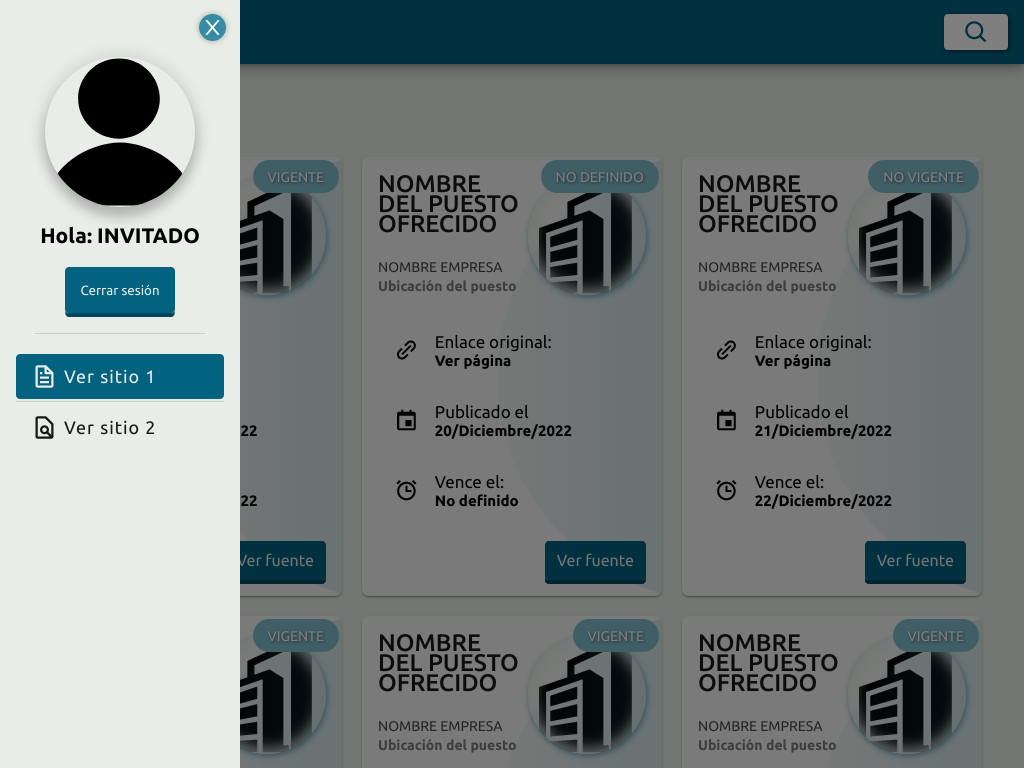 X
Hola: INVITADO
Cerrar sesión
Ver sitio 1
Ver sitio 2
VIGENTE
22
22
Ver fuente
NO DEFINIDO
NOMBRE
DEL PUESTO
OFRECIDO
NOMBRE EMPRESA
Ubicación del puesto
Enlace original:
Ver página
Publicado el
20/Diciembre/2022
Vence el:
No definido
Ver fuente
NO VIGENTE
NOMBRE
DEL PUESTO
OFRECIDO
NOMBRE EMPRESA
Ubicación del puesto
Enlace original:
Ver página
Publicado el
21/Diciembre/2022
Vence el:
22/Diciembre/2022
Ver fuente
VIGENTE
VIGENTE
NOMBRE
DEL PUESTO
OFRECIDO
NOMBRE EMPRESA
Ubicación del puesto
VIGENTE
NOMBRE
DEL PUESTO
OFRECIDO
NOMBRE EMPRESA
Ubicación del puesto